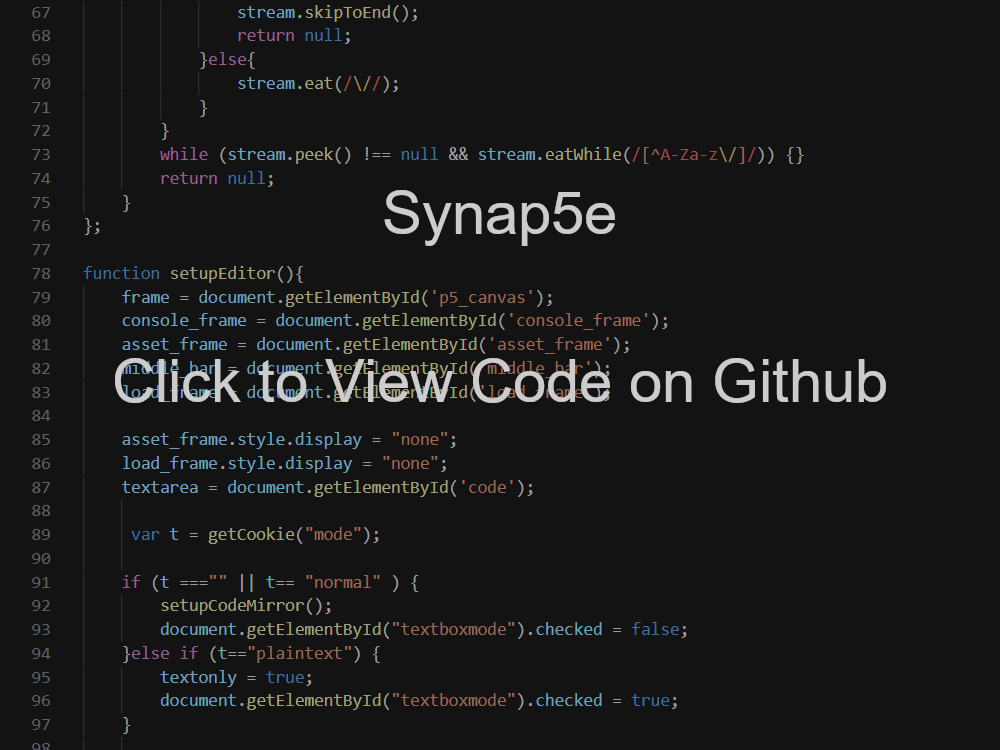 67 stream.skipToEnd();
68 return null;
69 }else{
70 stream.eat(/\//);
71 }
72 }
73 while (stream.peek() !== null && stream.eatWhile(/[^A-Za-z\/]/)) {}
74 return null;
75 }
Synap5e
76 };
77
78 function setupEditor(){
79 frame = document.getElementById('p5_canvas');
80 console_frame = document.getElementById('console_frame');
81 asset_frame = document.getElementById('asset_frame');
82 middle_bar = document.getElementById('middle_bar');
Click to View Code on Github
83 load_frame = document.getElementById('load_frame');
84
85 asset_frame.style.display = "none";
86 load_frame.style.display = "none";
87 textarea = document.getElementById('code');
88
89 var t = getCookie("mode");
90
91 if (t ==="" || t== "normal" ) {
92 setupCodeMirror();
93 document.getElementById("textboxmode").checked = false;
94 }else if (t=="plaintext") {
95 textonly = true;
96 document.getElementById("textboxmode").checked = true;
97 }
98